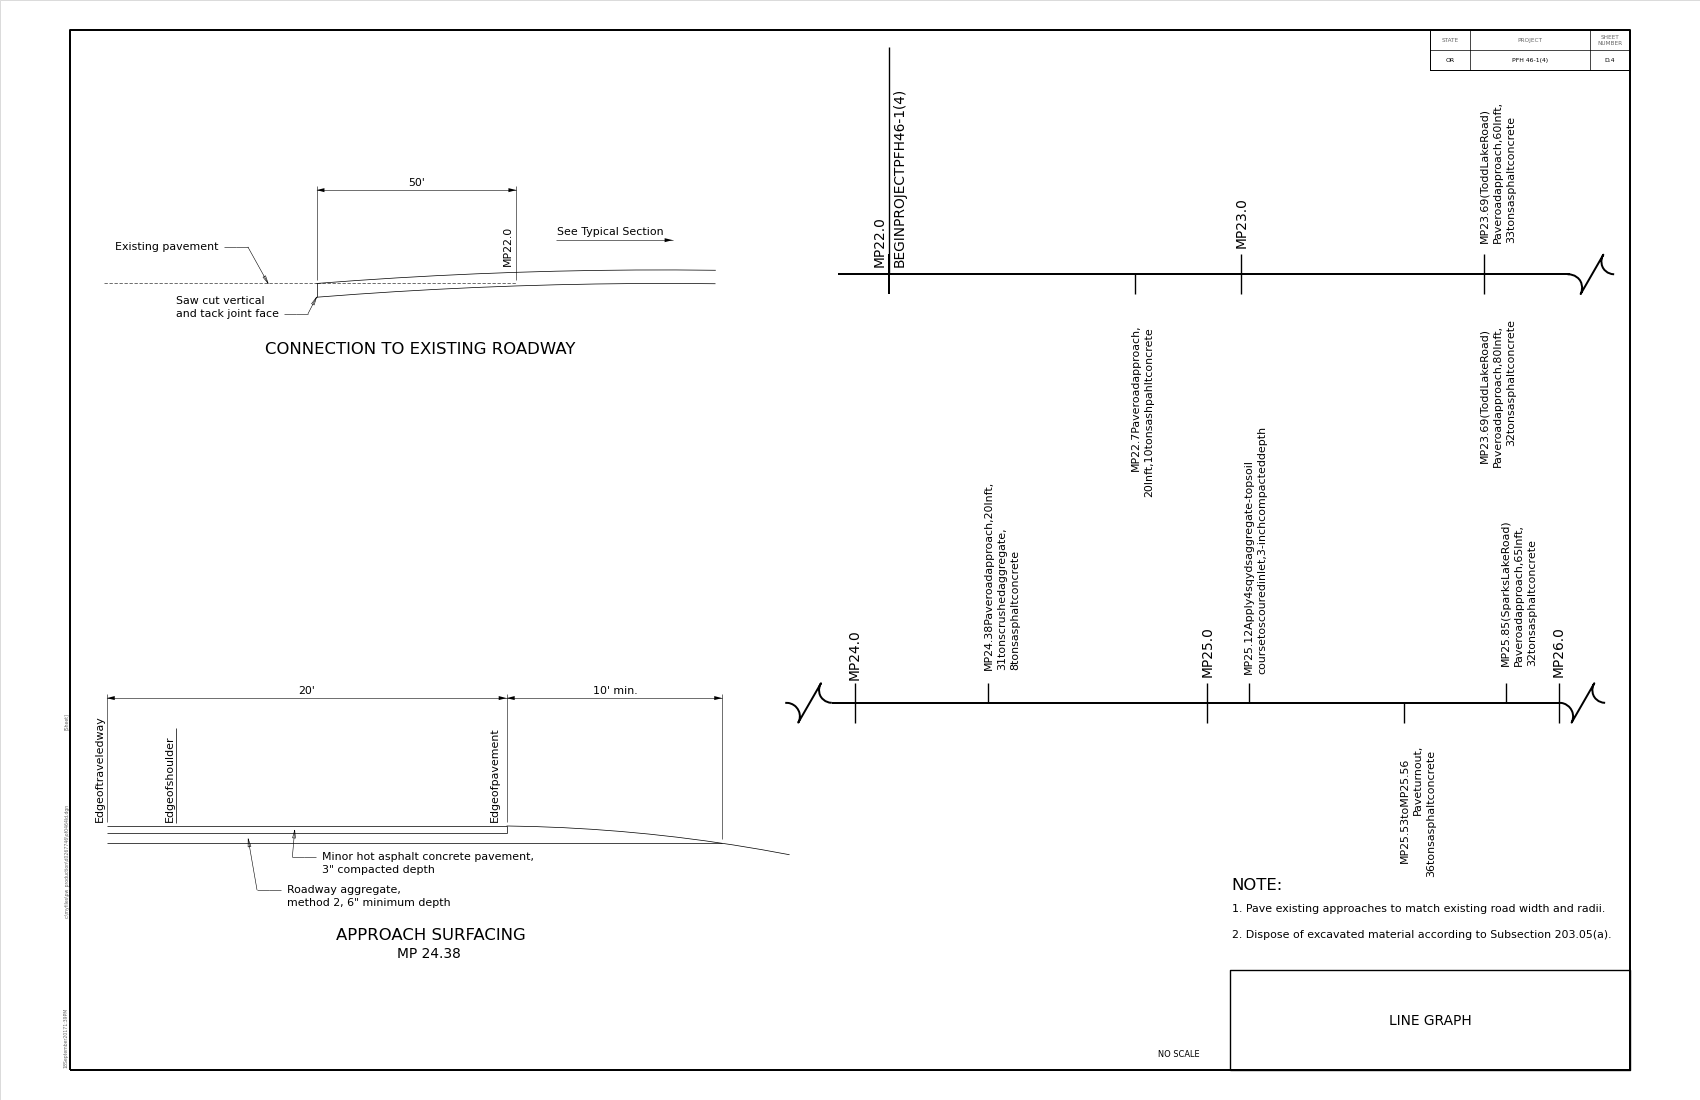 STATE
PROJECT
SHEET
NUMBER
OR
PFH 46-1(4)
D.4
50'
MP22.0
See Typical Section
Existing pavement
Saw cut vertical
and tack joint face
CONNECTION TO EXISTING ROADWAY
MP22.0
BEGINPROJECTPFH46-1(4)
MP23.0
MP23.69(ToddLakeRoad)
Paveroadapproach,60lnft,
33tonsasphaltconcrete
MP22.7Paveroadapproach,
20lnft,10tonsashpahltconcrete
MP23.69(ToddLakeRoad)
Paveroadapproach,80lnft,
32tonsasphaltconcrete
MP24.0
MP24.38Paveroadapproach,20lnft,
31tonscrushedaggregate,
8tonsasphaltconcrete
MP25.0
MP25.12Apply4sqydsaggregate-topsoil
coursetoscouredinlet,3-inchcompacteddepth
MP25.85(SparksLakeRoad)
Paveroadapproach,65lnft,
32tonsasphaltconcrete
MP26.0
MP25.53toMP25.56
Paveturnout,
36tonsasphaltconcrete
20'
10' min.
Edgeoftraveledway
Edgeofshoulder
Edgeofpavement
Minor hot asphalt concrete pavement,
3" compacted depth
Roadway aggregate,
method 2, 6" minimum depth
APPROACH SURFACING
MP 24.38
NOTE:
1. Pave existing approaches to match existing road width and radii.
2. Dispose of excavated material according to Subsection 203.05(a).
NO SCALE
LINE GRAPH